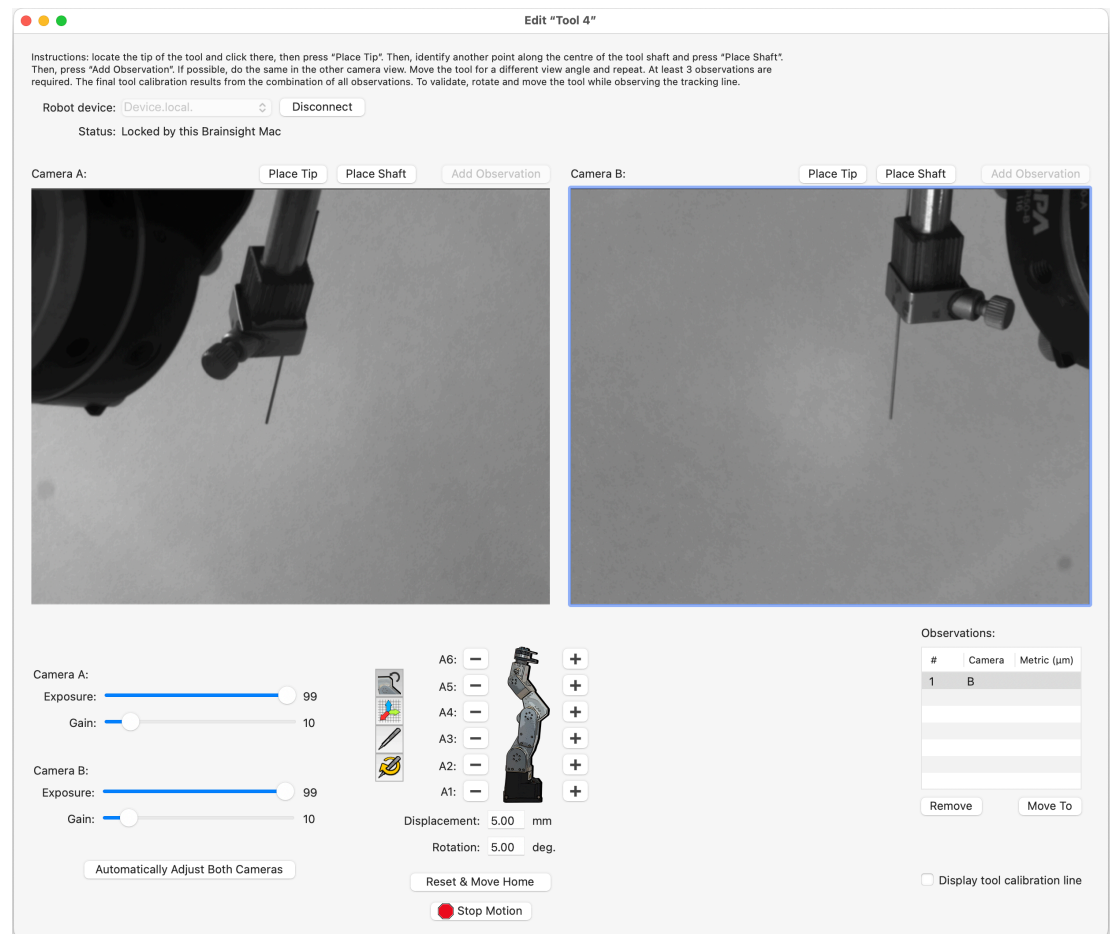 Edit “Tool 4”
Instructions: locate the tip of the tool and click there, then press “Place Tip”. Then, identify another point along the centre of the tool shaft and press “Place Shaft”.
Then, press “Add Observation”. If possible, do the same in the other camera view. Move the tool for a different view angle and repeat. At least 3 observations are
required. The final tool calibration results from the combination of all observations. To validate, rotate and move the tool while observing the tracking line.
Robot device: Device.local. Disconnect
Status: Locked by this Brainsight Mac
Camera A: Place Tip Place Shaft Add Observation
Camera B: Place Tip Place Shaft Add Observation
Camera A:
Exposure: 99
Gain: 10
Camera B:
Exposure: 99
Gain: 10
Automatically Adjust Both Cameras
A6: − +
A5: − +
A4: − +
A3: − +
A2: − +
A1: − +
Displacement: 5.00 mm
Rotation: 5.00 deg.
Reset & Move Home
Stop Motion
Observations:
# Camera Metric (μm)
1 B
Remove Move To
Display tool calibration line